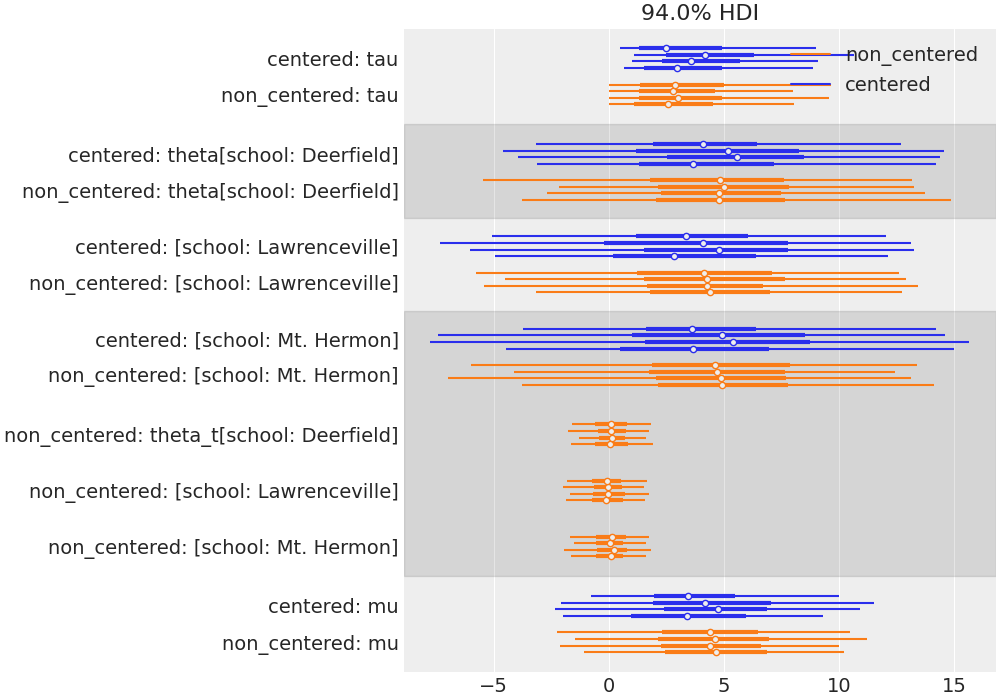 94.0% HDI
centered: tau
non_centered
non_centered: tau
centered
centered: theta[school: Deerfield]
non_centered: theta[school: Deerfield]
centered: [school: Lawrenceville]
non_centered: [school: Lawrenceville]
centered: [school: Mt. Hermon]
non_centered: [school: Mt. Hermon]
non_centered: theta_t[school: Deerfield]
non_centered: [school: Lawrenceville]
non_centered: [school: Mt. Hermon]
centered: mu
non_centered: mu
−5 0 5 10 15